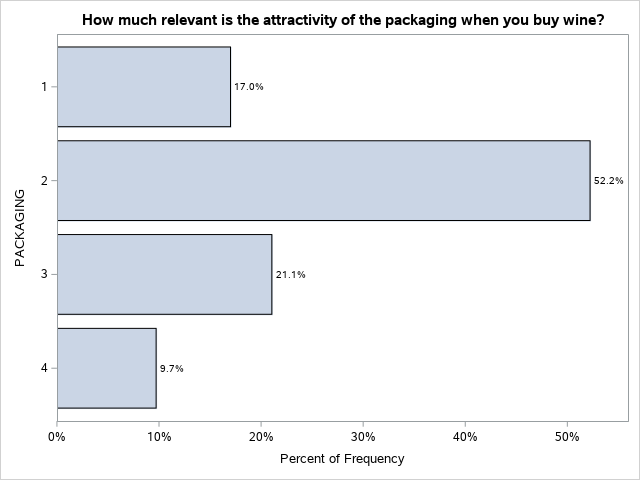 How much relevant is the attractivity of the packaging when you buy wine?
PACKAGING
1
17.0%
2
52.2%
3
21.1%
4
9.7%
0% 10% 20% 30% 40% 50%
Percent of Frequency